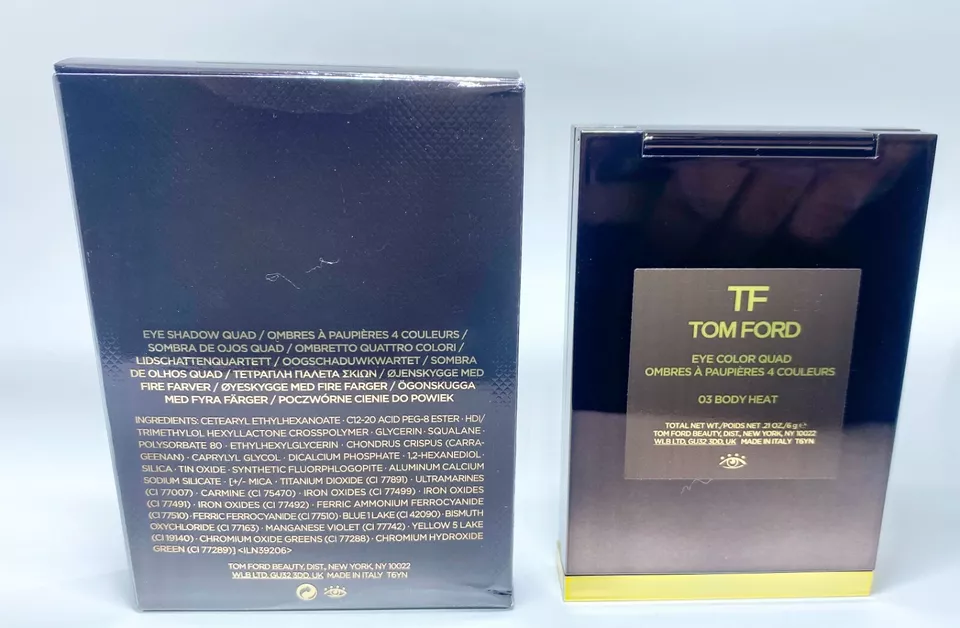 EYE SHADOW QUAD / OMBRES À PAUPIÈRES 4 COULEURS /
SOMBRA DE OJOS QUAD / OMBRETTO QUATTRO COLORI /
LIDSCHATTENQUARTETT / OOGSCHADUWKWARTET / SOMBRA
DE OLHOS QUAD / ΤΕΤΡΑΠΛΗ ΠΑΛΕΤΑ ΣΚΙΩΝ / ØJENSKYGGE MED
FIRE FARVER / ØYESKYGGE MED FIRE FARGER / ÖGONSKUGGA
MED FYRA FÄRGER / POCZWÓRNE CIENIE DO POWIEK
INGREDIENTS: CETEARYL ETHYLHEXANOATE · C12-20 ACID PEG-8 ESTER · HDI/
TRIMETHYLOL HEXYLLACTONE CROSSPOLYMER · GLYCERIN · SQUALANE ·
POLYSORBATE 80 · ETHYLHEXYLGLYCERIN · CHONDRUS CRISPUS (CARRA-
GEENAN) · CAPRYLYL GLYCOL · DICALCIUM PHOSPHATE · 1,2-HEXANEDIOL ·
SILICA · TIN OXIDE · SYNTHETIC FLUORPHLOGOPITE · ALUMINUM CALCIUM
SODIUM SILICATE · [+/- MICA · TITANIUM DIOXIDE (CI 77891) · ULTRAMARINES
(CI 77007) · CARMINE (CI 75470) · IRON OXIDES (CI 77499) · IRON OXIDES
(CI 77491) · IRON OXIDES (CI 77492) · FERRIC AMMONIUM FERROCYANIDE
(CI 77510) · FERRIC FERROCYANIDE (CI 77510) · BLUE 1 LAKE (CI 42090) · BISMUTH
OXYCHLORIDE (CI 77163) · MANGANESE VIOLET (CI 77742) · YELLOW 5 LAKE
(CI 19140) · CHROMIUM OXIDE GREENS (CI 77288) · CHROMIUM HYDROXIDE
GREEN (CI 77289)] <ILN39206>
TOM FORD BEAUTY, DIST., NEW YORK, NY 10022
WLB LTD, GU32 3DD, UK MADE IN ITALY T6YN
TF
TOM FORD
EYE COLOR QUAD
OMBRES À PAUPIÈRES 4 COULEURS
03 BODY HEAT
TOTAL NET WT./POIDS NET .21 OZ./6 g ℮
TOM FORD BEAUTY, DIST., NEW YORK, NY 10022
WLB LTD, GU32 3DD, UK MADE IN ITALY T6YN